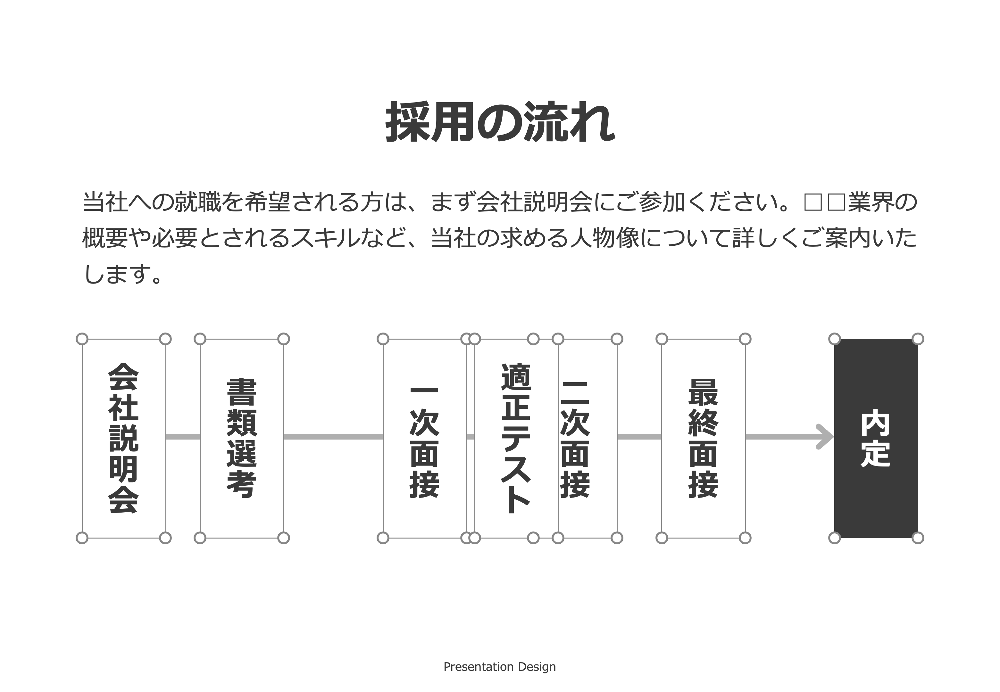 採用の流れ
当社への就職を希望される方は、まず会社説明会にご参加ください。□□業界の
概要や必要とされるスキルなど、当社の求める人物像について詳しくご案内いた
します。
会社説明会
書類選考
一次面接
適正テスト
二次面接
最終面接
内定
Presentation Design